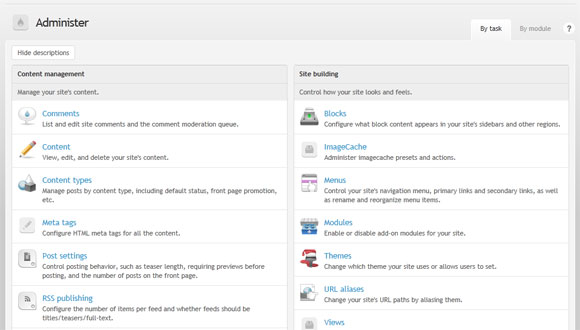 Administer
By task
By module
?
Hide descriptions
Content management
Manage your site's content.
Comments
List and edit site comments and the comment moderation queue.
Content
View, edit, and delete your site's content.
Content types
Manage posts by content type, including default status, front page promotion,
etc.
Meta tags
Configure HTML meta tags for all the content.
Post settings
Control posting behavior, such as teaser length, requiring previews before
posting, and the number of posts on the front page.
RSS publishing
Configure the number of items per feed and whether feeds should be
titles/teasers/full-text.
Site building
Control how your site looks and feels.
Blocks
Configure what block content appears in your site's sidebars and other regions.
ImageCache
Administer imagecache presets and actions.
Menus
Control your site's navigation menu, primary links and secondary links, as well
as rename and reorganize menu items.
Modules
Enable or disable add-on modules for your site.
Themes
Change which theme your site uses or allows users to set.
URL aliases
Change your site's URL paths by aliasing them.
Views